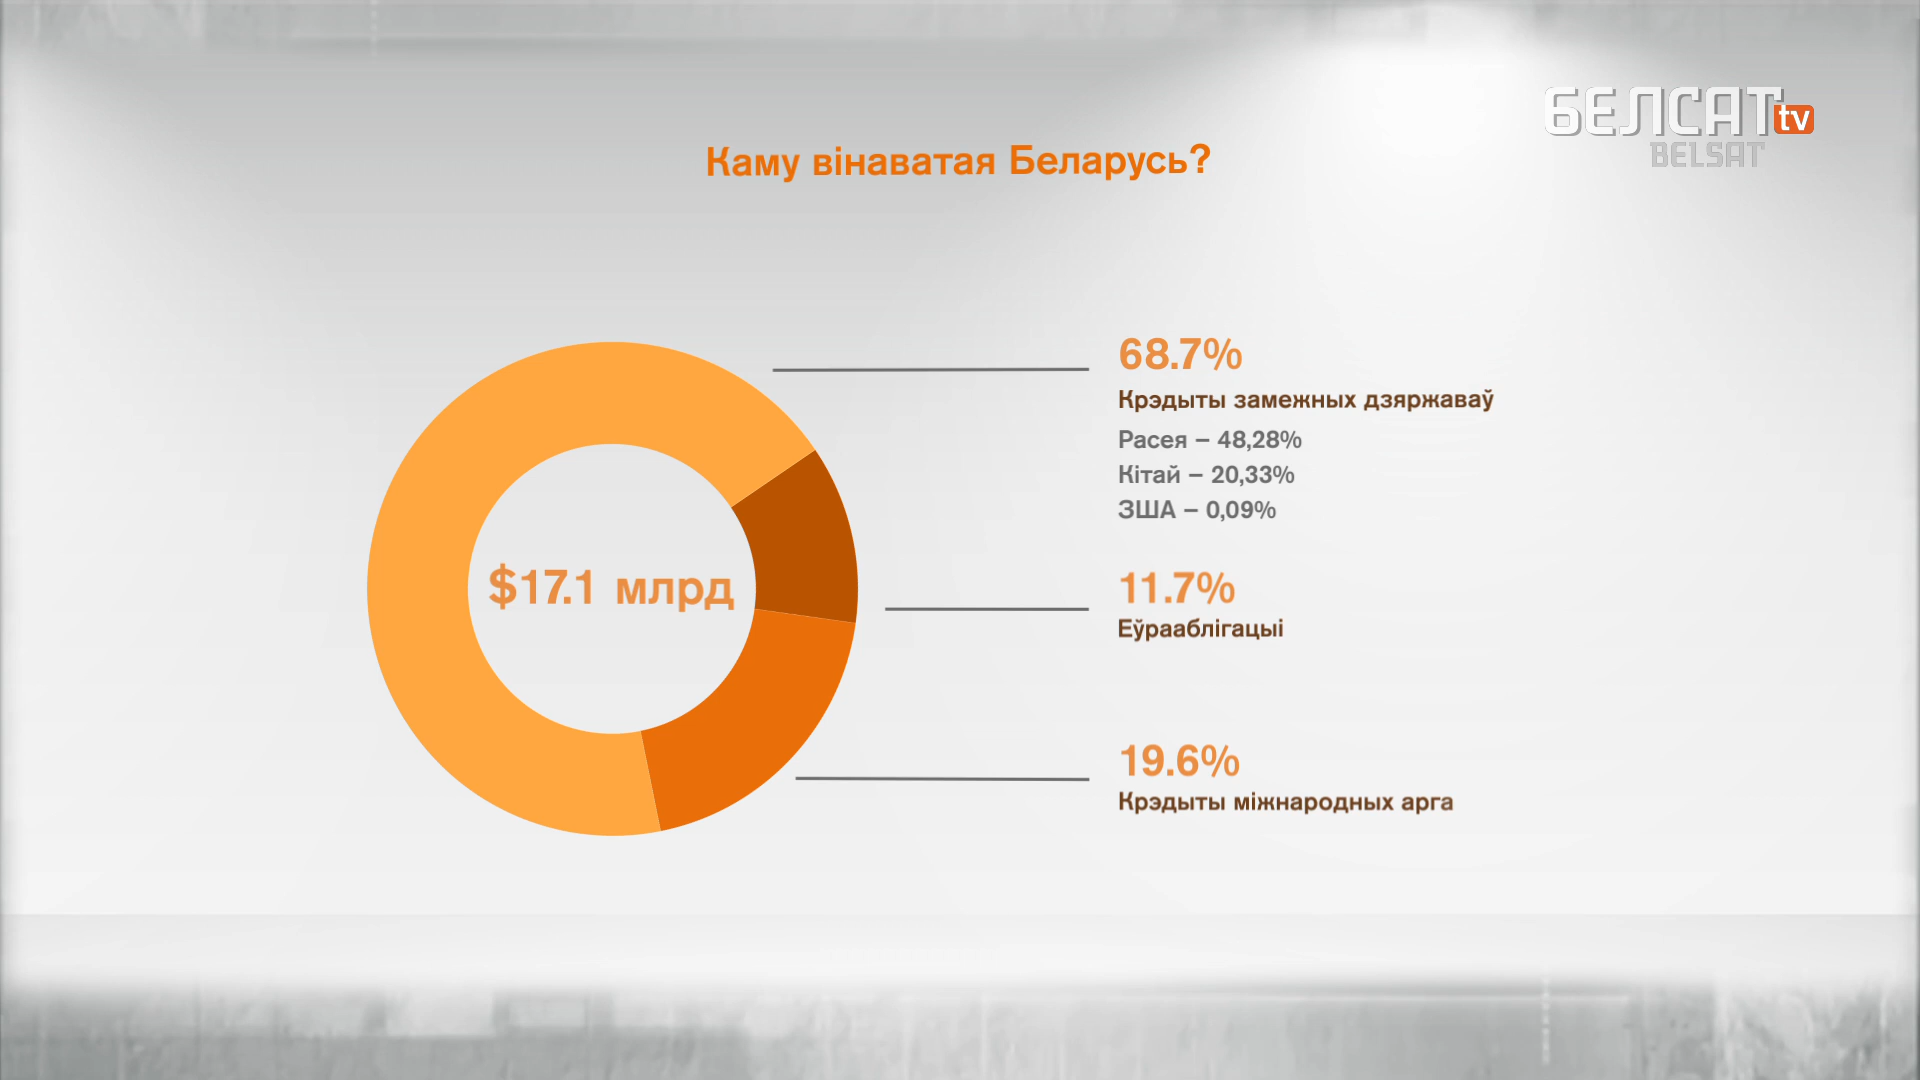 БЕЛСАТ tv
BELSAT
Каму вінаватая Беларусь?
$17.1 млрд
68.7%
Крэдыты замежных дзяржаваў
Расея – 48,28%
Кітай – 20,33%
ЗША – 0,09%
11.7%
Еўрааблігацыі
19.6%
Крэдыты міжнародных арга